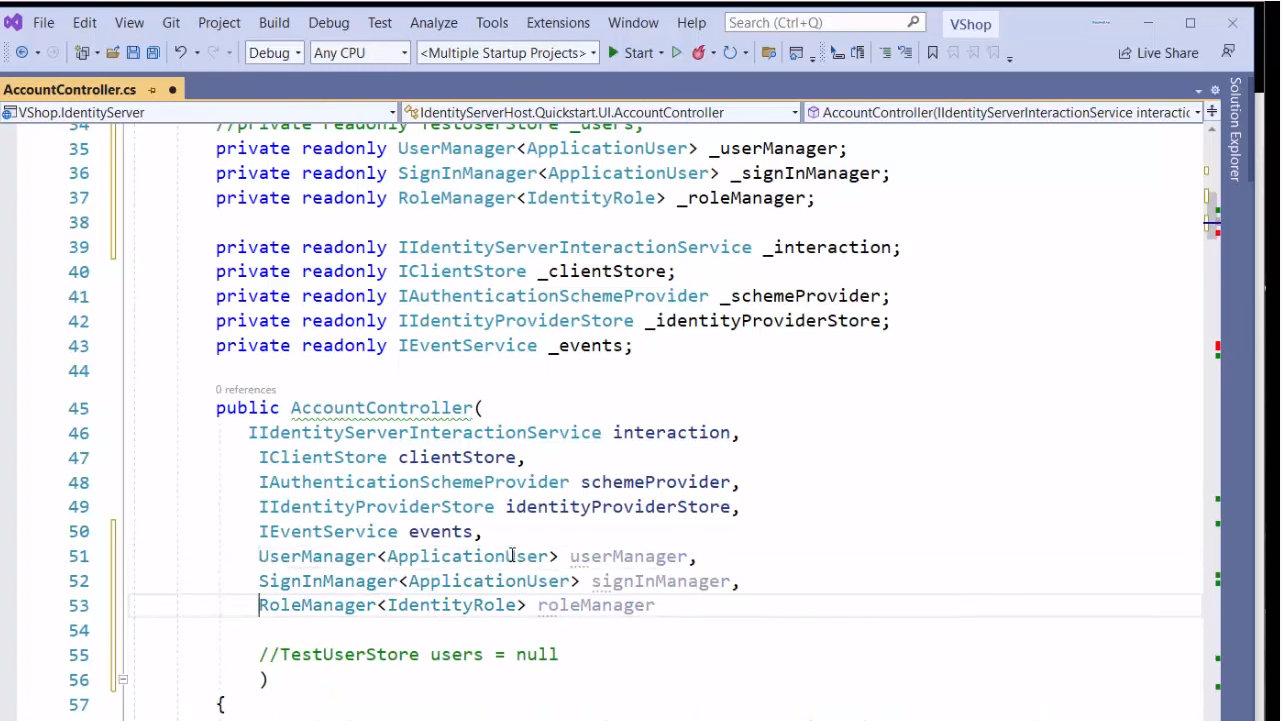 File Edit View Git Project Build Debug Test Analyze Tools Extensions Window Help Search (Ctrl+Q) VShop
Debug Any CPU <Multiple Startup Projects> Start Live Share
AccountController.cs
VShop.IdentityServer IdentityServerHost.Quickstart.UI.AccountController AccountController(IIdentityServerInteractionService interactic
Solution Explorer
34 //private readonly TestUserStore _users;
35 private readonly UserManager<ApplicationUser> _userManager;
36 private readonly SignInManager<ApplicationUser> _signInManager;
37 private readonly RoleManager<IdentityRole> _roleManager;
38
39 private readonly IIdentityServerInteractionService _interaction;
40 private readonly IClientStore _clientStore;
41 private readonly IAuthenticationSchemeProvider _schemeProvider;
42 private readonly IIdentityProviderStore _identityProviderStore;
43 private readonly IEventService _events;
44
0 references
45 public AccountController(
46 IIdentityServerInteractionService interaction,
47 IClientStore clientStore,
48 IAuthenticationSchemeProvider schemeProvider,
49 IIdentityProviderStore identityProviderStore,
50 IEventService events,
51 UserManager<ApplicationUser> userManager,
52 SignInManager<ApplicationUser> signInManager,
53 RoleManager<IdentityRole> roleManager
54
55 //TestUserStore users = null
56 )
57 {